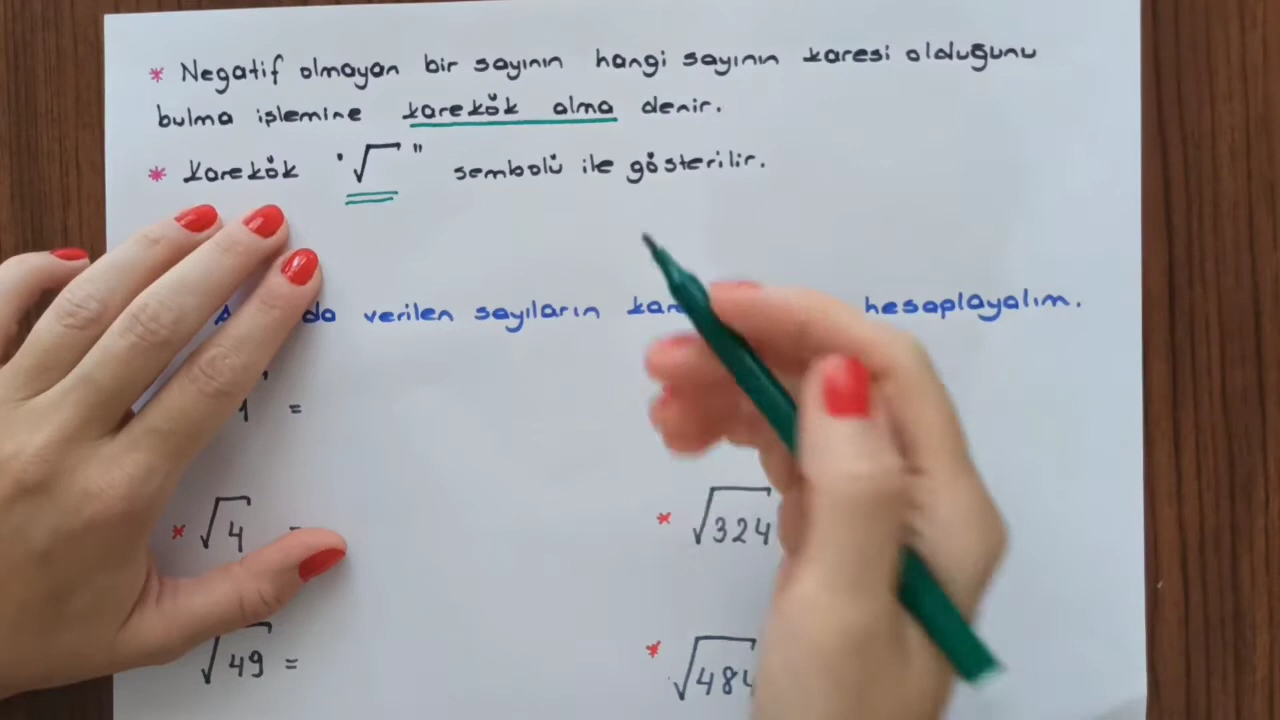 * Negatif olmayan bir sayının hangi sayının karesi olduğunu
bulma işlemine karekök alma denir.
* Karekök "√" sembolü ile gösterilir.
verilen sayıların hesaplayalım.
1 =
* √4 =
* √324
√49 =
* √484